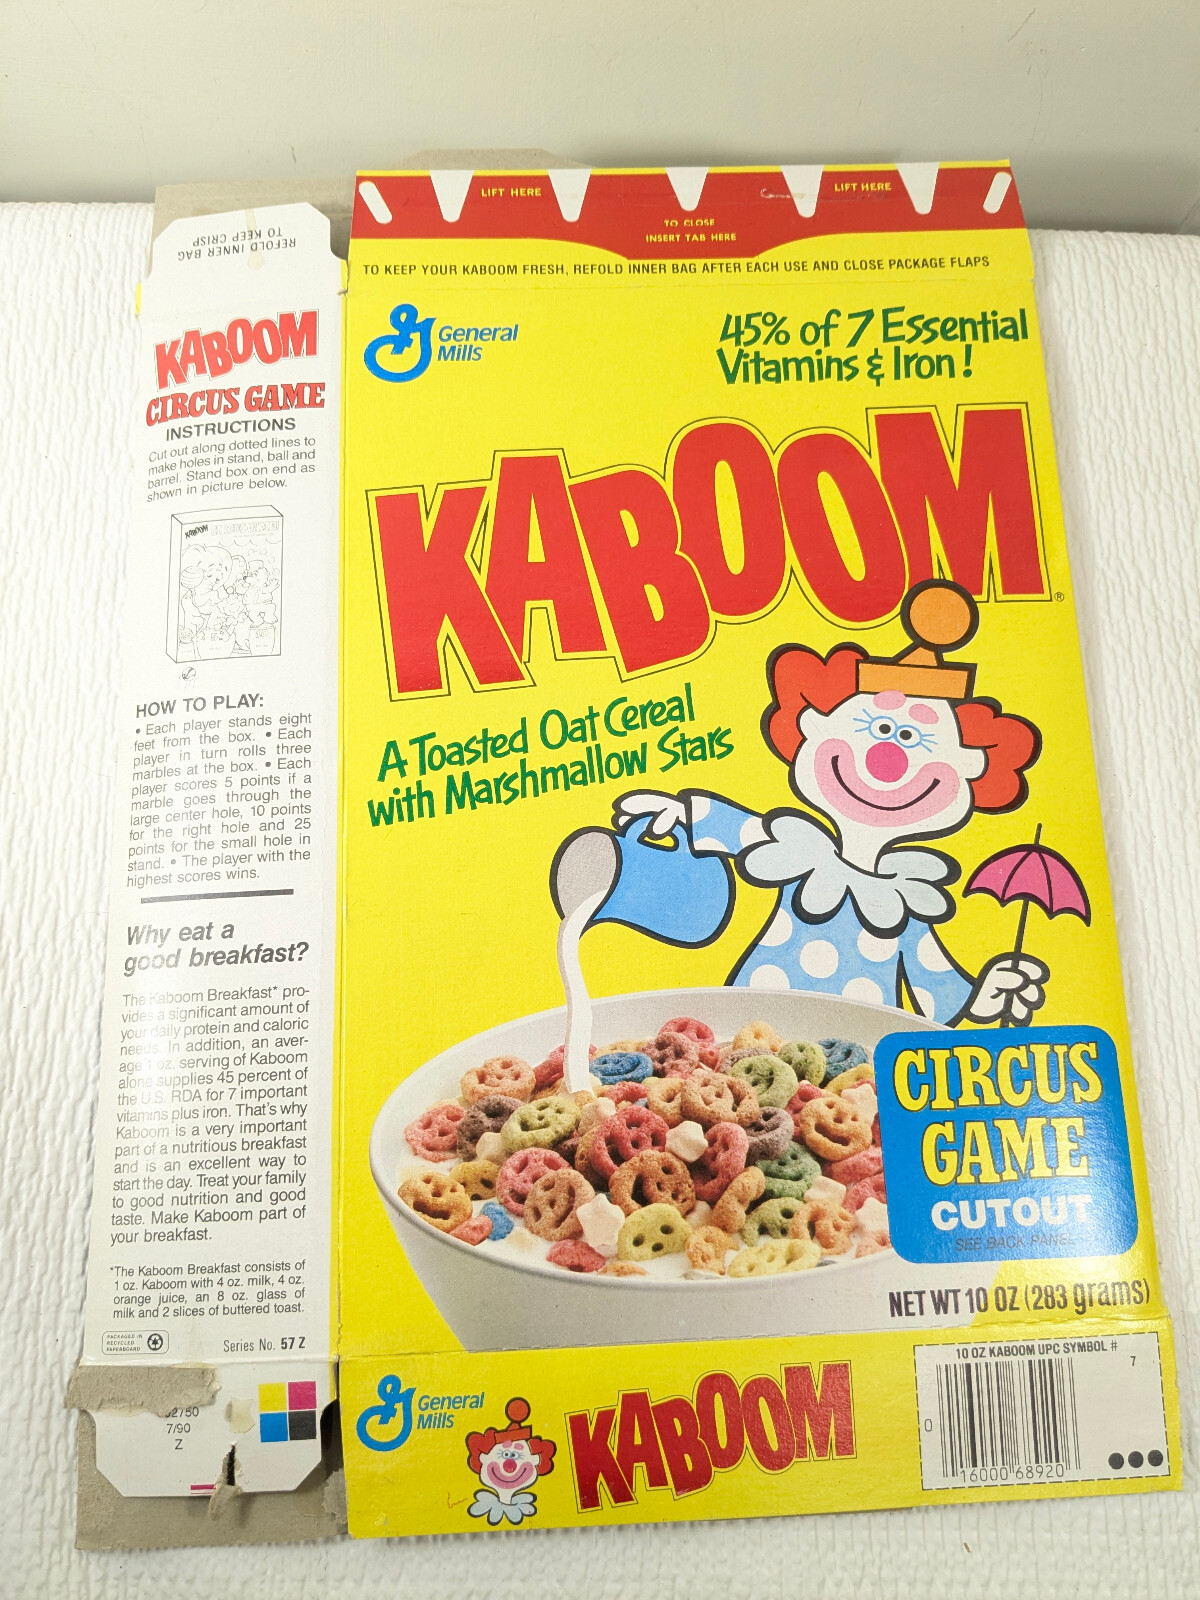 REFOLD INNER BAG
TO KEEP CRISP
KABOOM
CIRCUS GAME
INSTRUCTIONS
Cut out along dotted lines to
make holes in stand, ball and
barrel. Stand box on end as
shown in picture below.
KABOOM
HOW TO PLAY:
• Each player stands eight
feet from the box. • Each
player in turn rolls three
marbles at the box. • Each
player scores 5 points if a
marble goes through the
large center hole, 10 points
for the right hole and 25
points for the small hole in
stand. • The player with the
highest scores wins.
Why eat a
good breakfast?
The Kaboom Breakfast* pro-
vides a significant amount of
your daily protein and caloric
needs. In addition, an aver-
age 1 oz. serving of Kaboom
alone supplies 45 percent of
the U.S. RDA for 7 important
vitamins plus iron. That's why
Kaboom is a very important
part of a nutritious breakfast
and is an excellent way to
start the day. Treat your family
to good nutrition and good
taste. Make Kaboom part of
your breakfast.
*The Kaboom Breakfast consists of
1 oz. Kaboom with 4 oz. milk, 4 oz.
orange juice, an 8 oz. glass of
milk and 2 slices of buttered toast.
PACKAGED IN
RECYCLED
PAPERBOARD
Series No. 57 Z
7/90
Z
LIFT HERE
LIFT HERE
TO CLOSE
INSERT TAB HERE
TO KEEP YOUR KABOOM FRESH, REFOLD INNER BAG AFTER EACH USE AND CLOSE PACKAGE FLAPS
G
General
Mills
45% of 7 Essential
Vitamins & Iron!
KABOOM®
A Toasted Oat Cereal
with Marshmallow Stars
CIRCUS
GAME
CUTOUT
SEE BACK PANEL
NET WT 10 OZ (283 grams)
G
General
Mills
KABOOM
10 OZ KABOOM UPC SYMBOL #
7
0
16000 68920